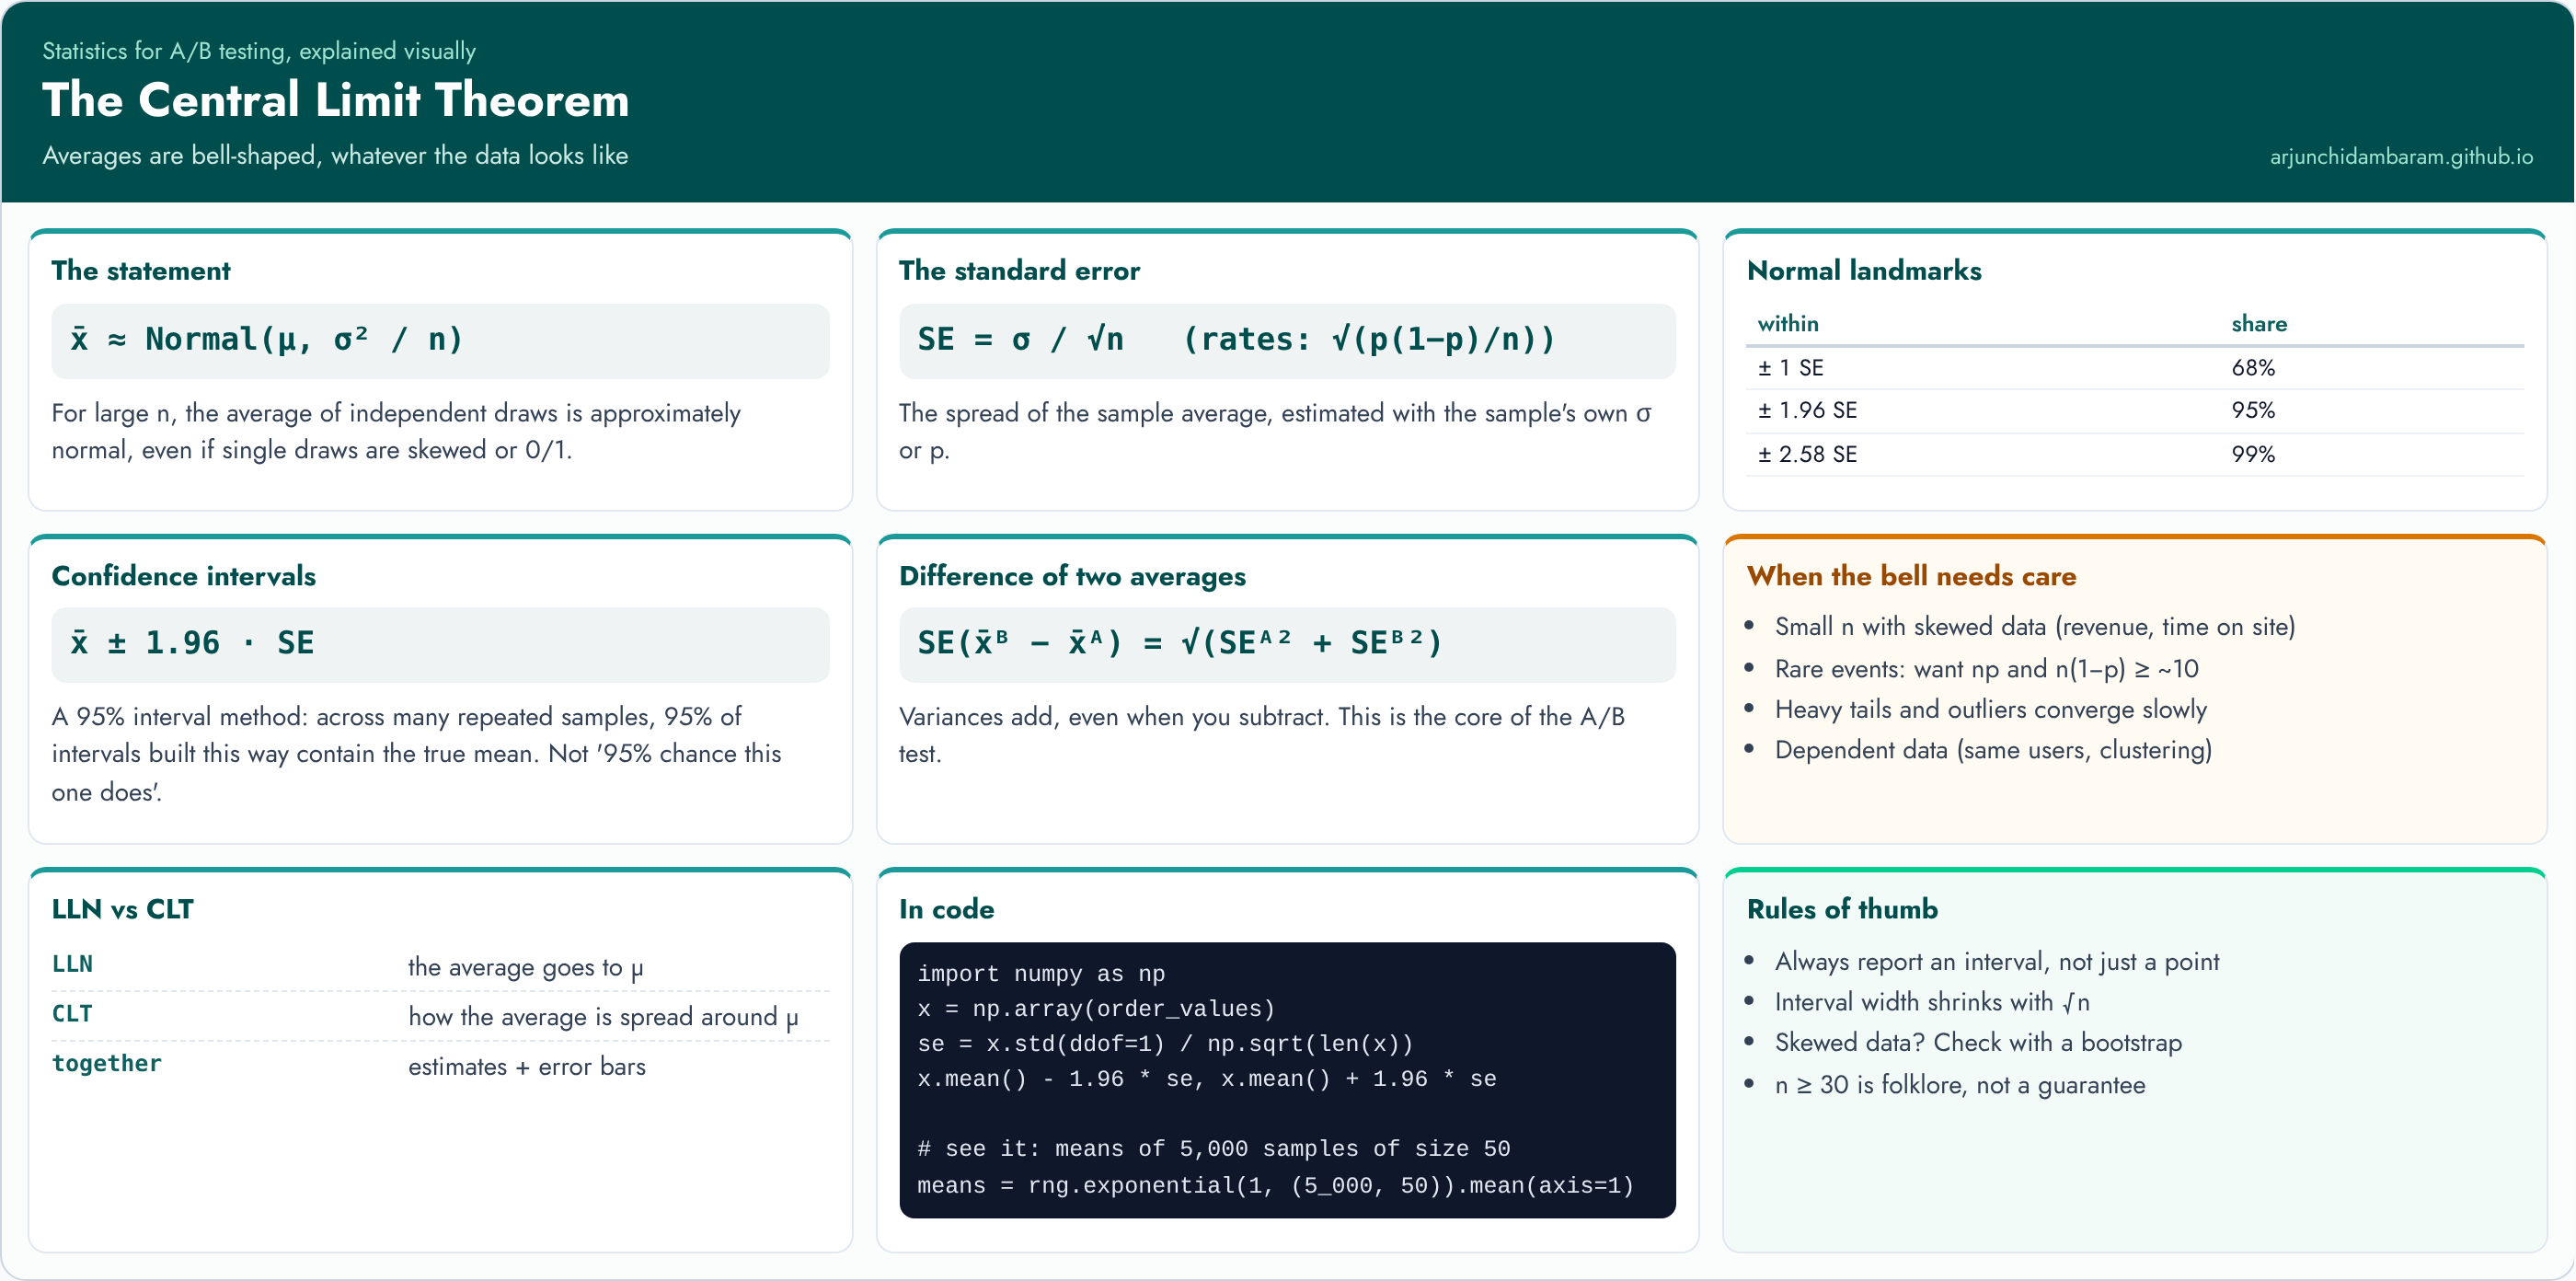 Statistics for A/B testing, explained visually
The Central Limit Theorem
Averages are bell-shaped, whatever the data looks like
arjunchidambaram.github.io
The statement
x̄ ≈ Normal(μ, σ² / n)
For large n, the average of independent draws is approximately
normal, even if single draws are skewed or 0/1.
The standard error
SE = σ / √n   (rates: √(p(1−p)/n))
The spread of the sample average, estimated with the sample's own σ
or p.
Normal landmarks
within share
± 1 SE 68%
± 1.96 SE 95%
± 2.58 SE 99%
Confidence intervals
x̄ ± 1.96 · SE
A 95% interval method: across many repeated samples, 95% of
intervals built this way contain the true mean. Not '95% chance this
one does'.
Difference of two averages
SE(x̄ᴮ − x̄ᴬ) = √(SEᴬ² + SEᴮ²)
Variances add, even when you subtract. This is the core of the A/B
test.
When the bell needs care
• Small n with skewed data (revenue, time on site)
• Rare events: want np and n(1−p) ≥ ~10
• Heavy tails and outliers converge slowly
• Dependent data (same users, clustering)
LLN vs CLT
LLN the average goes to μ
CLT how the average is spread around μ
together estimates + error bars
In code
import numpy as np
x = np.array(order_values)
se = x.std(ddof=1) / np.sqrt(len(x))
x.mean() - 1.96 * se, x.mean() + 1.96 * se
# see it: means of 5,000 samples of size 50
means = rng.exponential(1, (5_000, 50)).mean(axis=1)
Rules of thumb
• Always report an interval, not just a point
• Interval width shrinks with √n
• Skewed data? Check with a bootstrap
• n ≥ 30 is folklore, not a guarantee